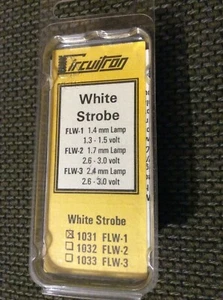 Circuitron
White
Strobe
FLW-1 1.4 mm Lamp
1.3 - 1.5 volt
FLW-2 1.7 mm Lamp
2.6 - 3.0 volt
FLW-3 2.4 mm Lamp
2.6 - 3.0 volt
White Strobe
1031 FLW-1
1032 FLW-2
1033 FLW-3